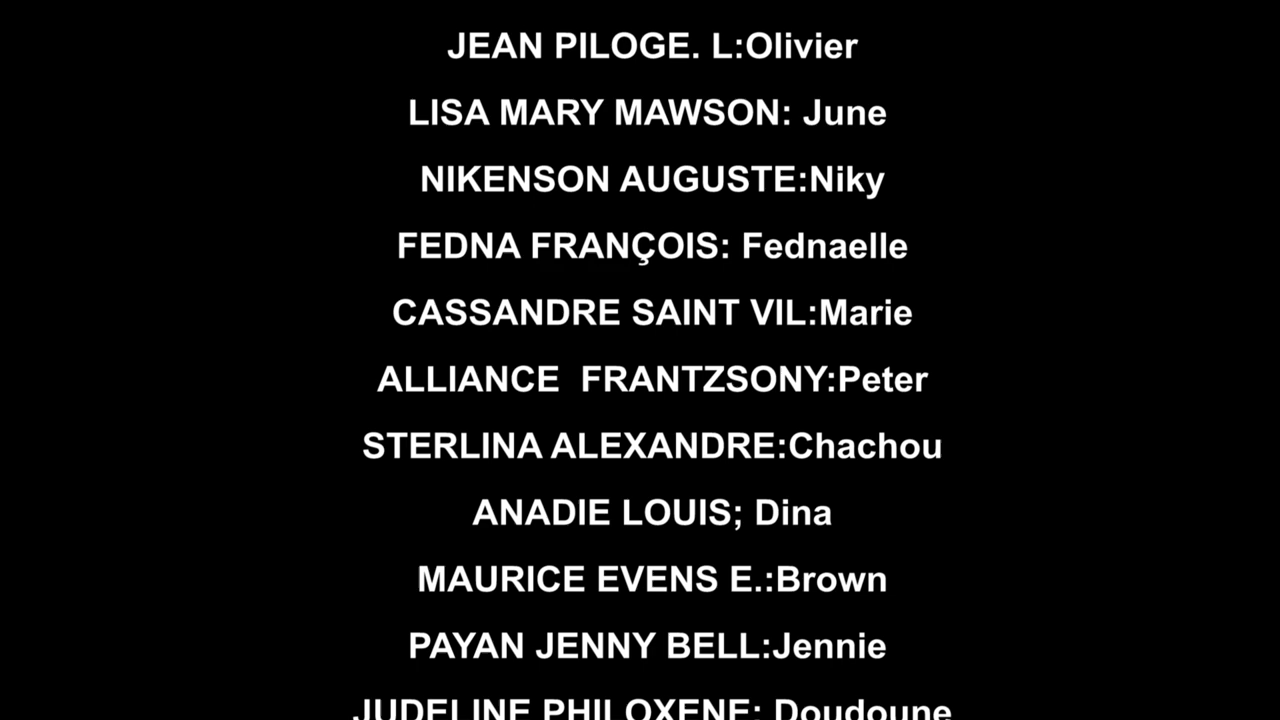 JEAN PILOGE. L:Olivier
LISA MARY MAWSON: June
NIKENSON AUGUSTE:Niky
FEDNA FRANÇOIS: Fednaelle
CASSANDRE SAINT VIL:Marie
ALLIANCE  FRANTZSONY:Peter
STERLINA ALEXANDRE:Chachou
ANADIE LOUIS; Dina
MAURICE EVENS E.:Brown
PAYAN JENNY BELL:Jennie
JUDELINE PHILOXENE: Doudoune